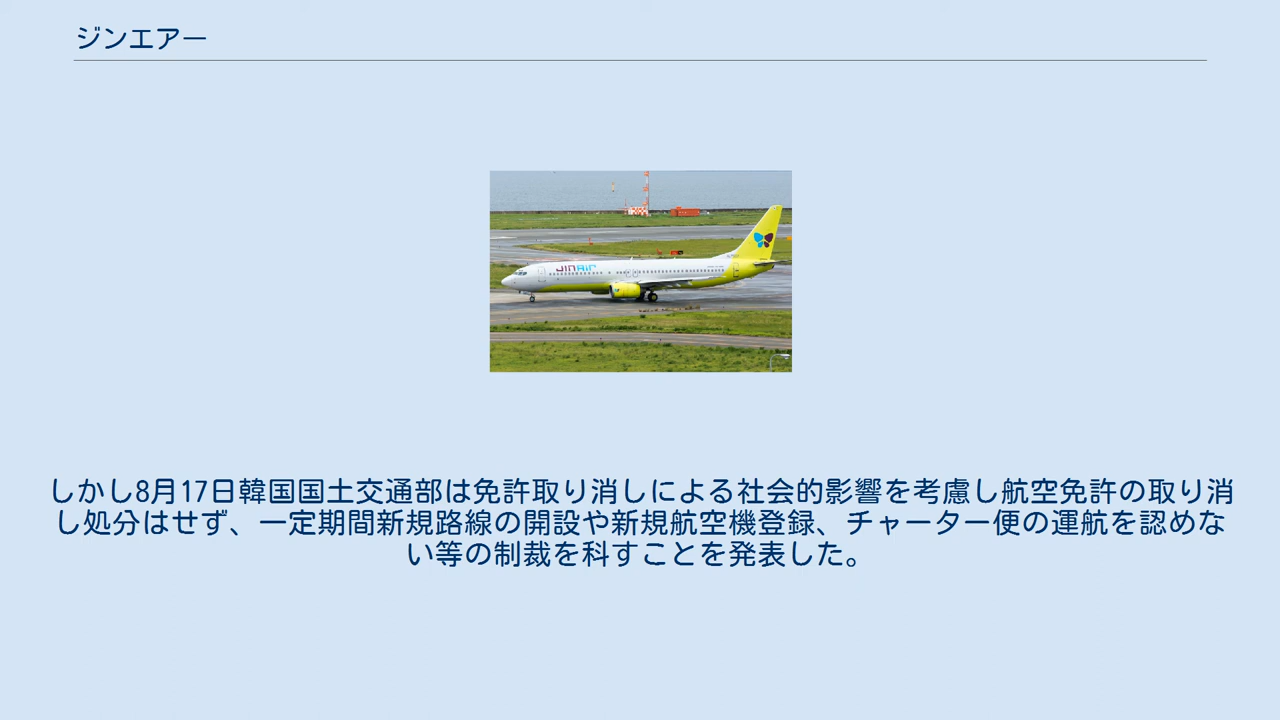 ジンエアー
JINAIR
しかし8月17日韓国国土交通部は免許取り消しによる社会的影響を考慮し航空免許の取り消
し処分はせず、一定期間新規路線の開設や新規航空機登録、チャーター便の運航を認めな
い等の制裁を科すことを発表した。